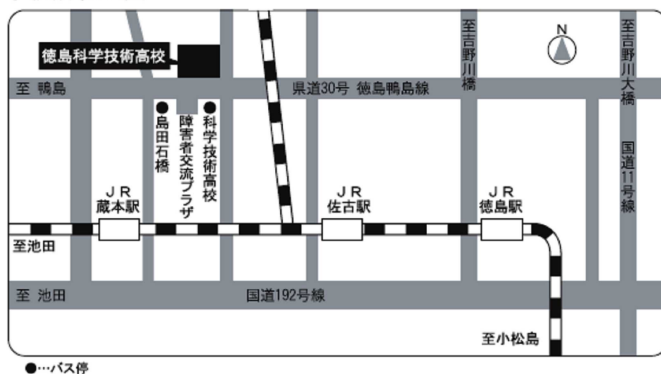 徳島科学技術高校
至 鴨島
県道30号 徳島鴨島線
至吉野川橋
N
至吉野川大橋
国道11号線
島田石橋
障害者交流プラザ
科学技術高校
JR
蔵本駅
JR
佐古駅
JR
徳島駅
至池田
至 池田
国道192号線
至小松島
●…バス停